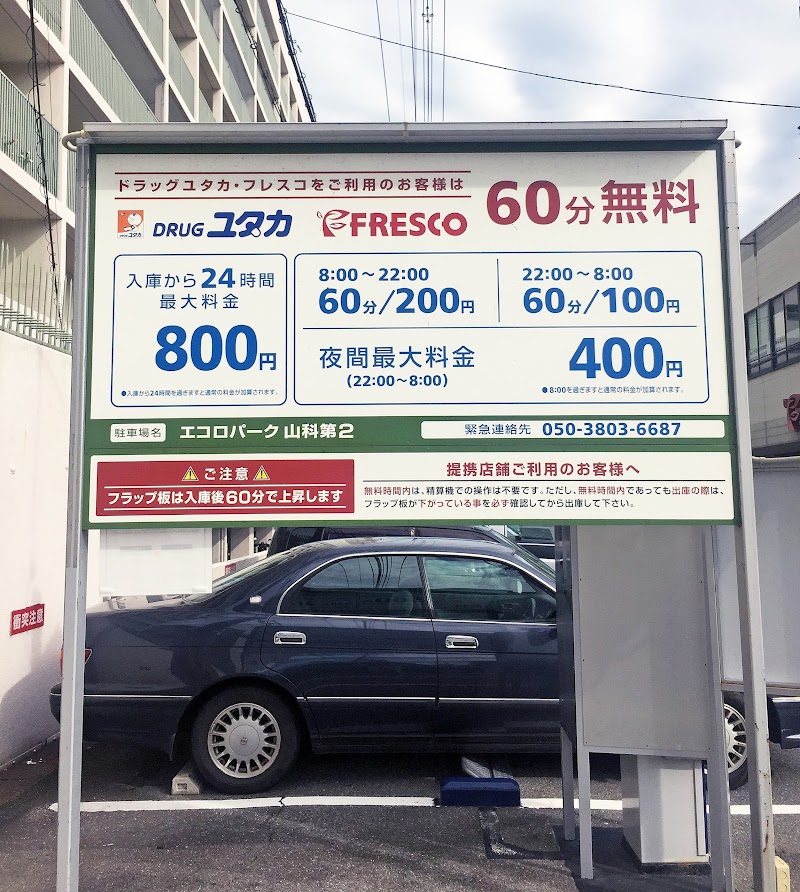 ドラッグユタカ・フレスコをご利用のお客様は
60分無料
DRUG ユタカ
FRESCO
入庫から24時間
最大料金
800円
●入庫から24時間を過ぎますと通常の料金が加算されます。
8:00～22:00
60分/200円
22:00～8:00
60分/100円
夜間最大料金
(22:00～8:00)
400円
●8:00を過ぎますと通常の料金が加算されます。
駐車場名 エコロパーク 山科第2
緊急連絡先 050-3803-6687
ご注意
フラップ板は入庫後60分で上昇します
提携店舗ご利用のお客様へ
無料時間内は、精算機での操作は不要です。ただし、無料時間内であっても出庫の際は、
フラップ板が下がっている事を必ず確認してから出庫して下さい。
衝突注意